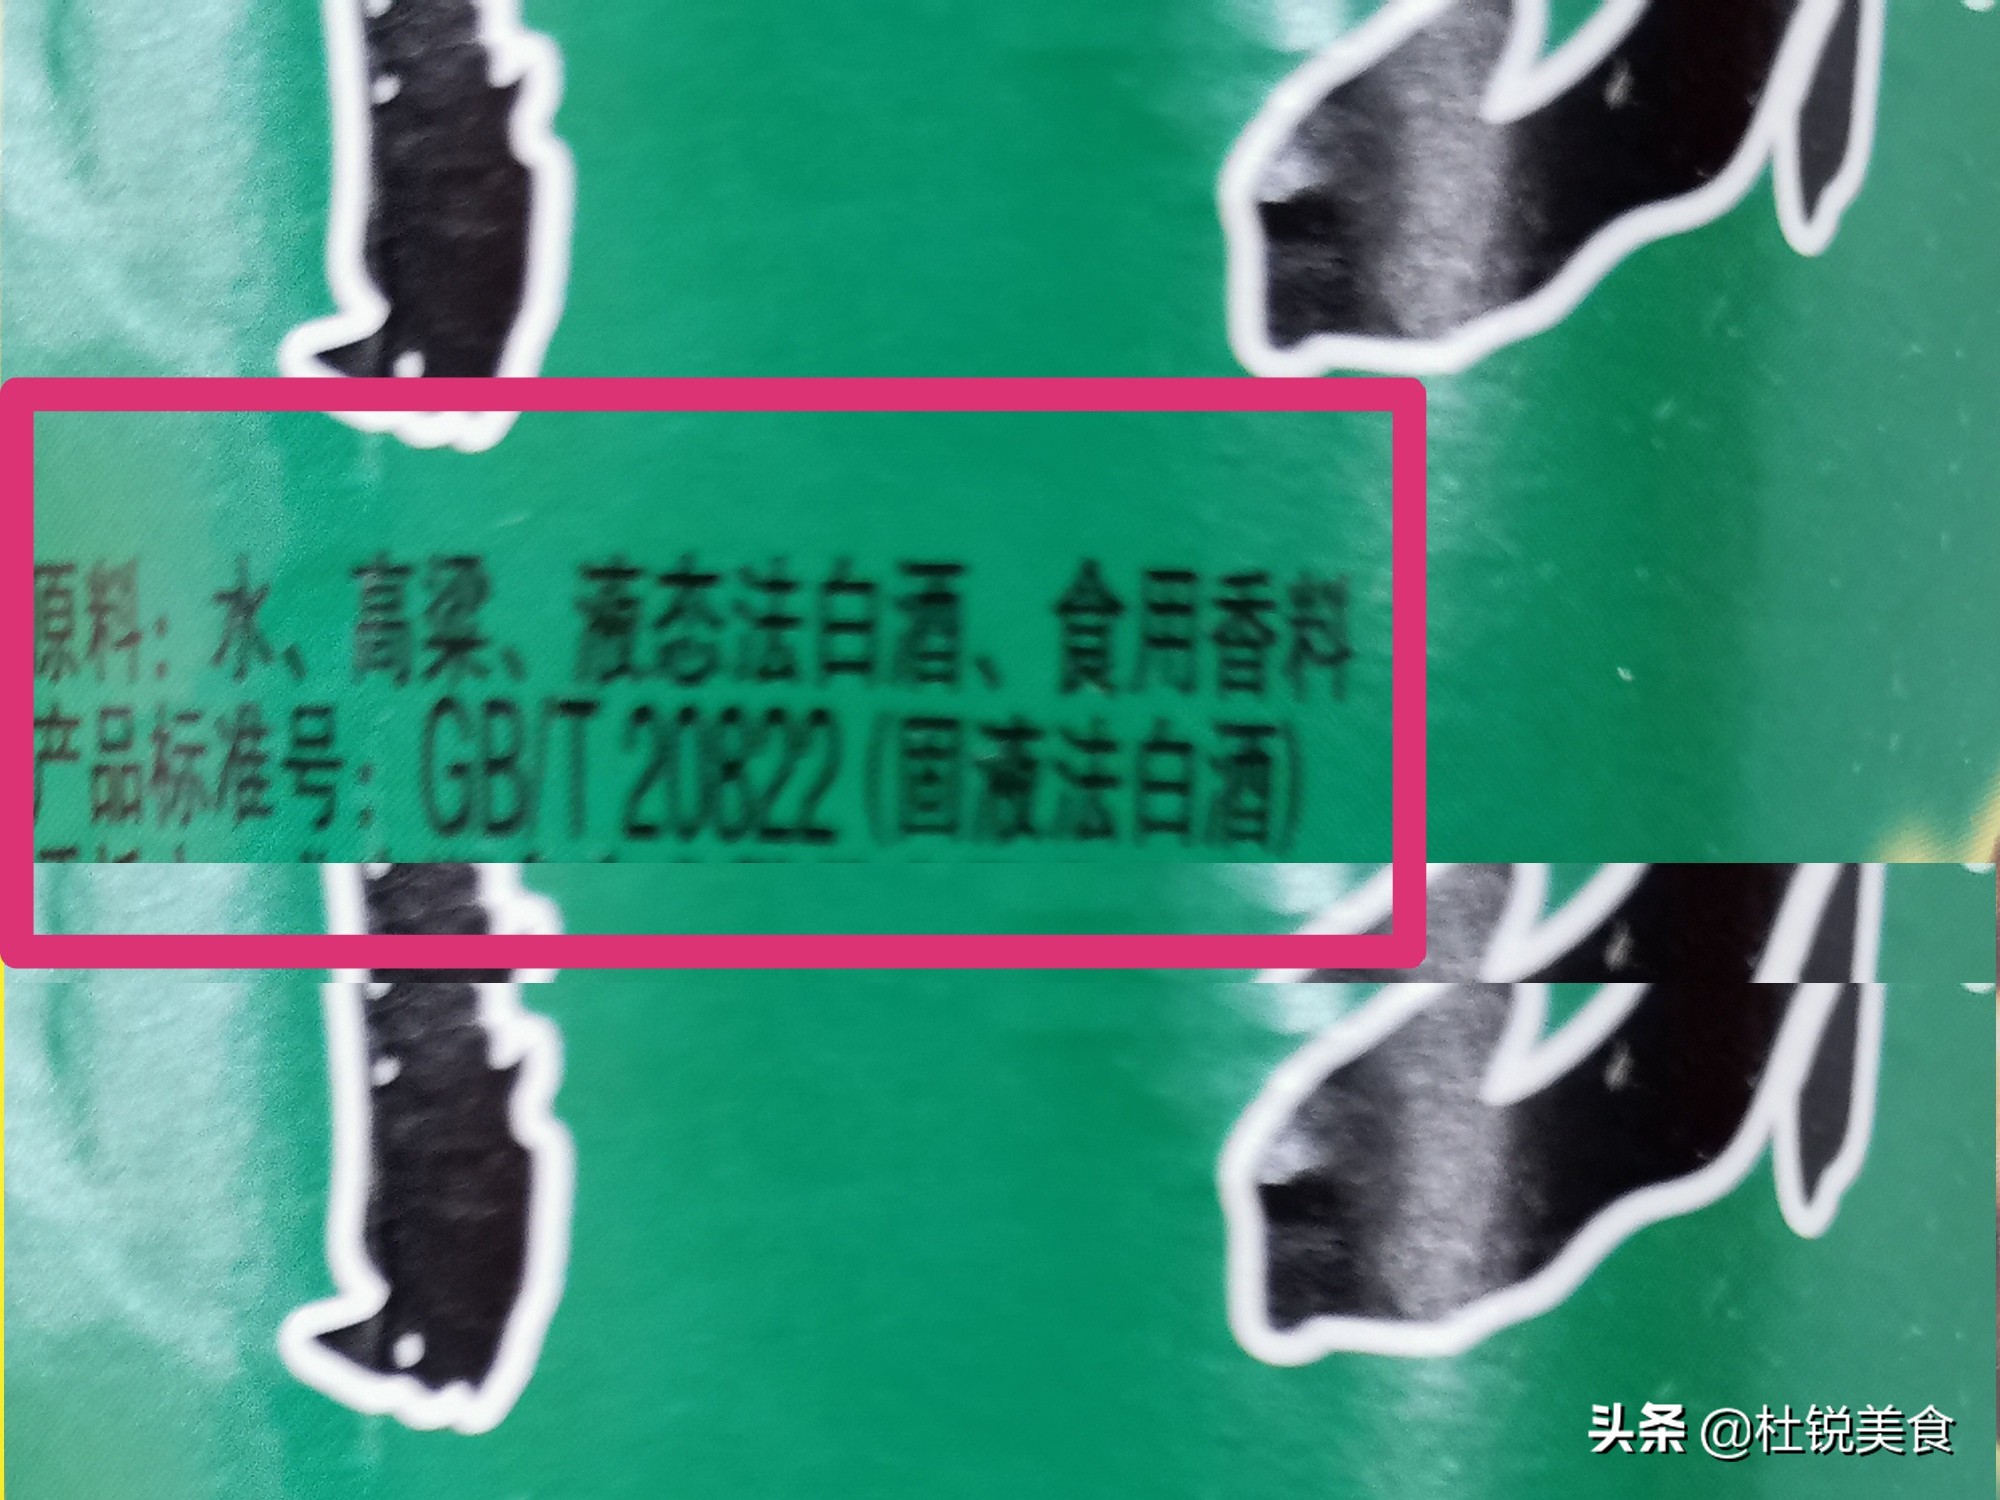 原料：水、高粱、液态法白酒、食用香料
产品标准号：GB/T 20822（固液法白酒）
头条 @杜锐美食